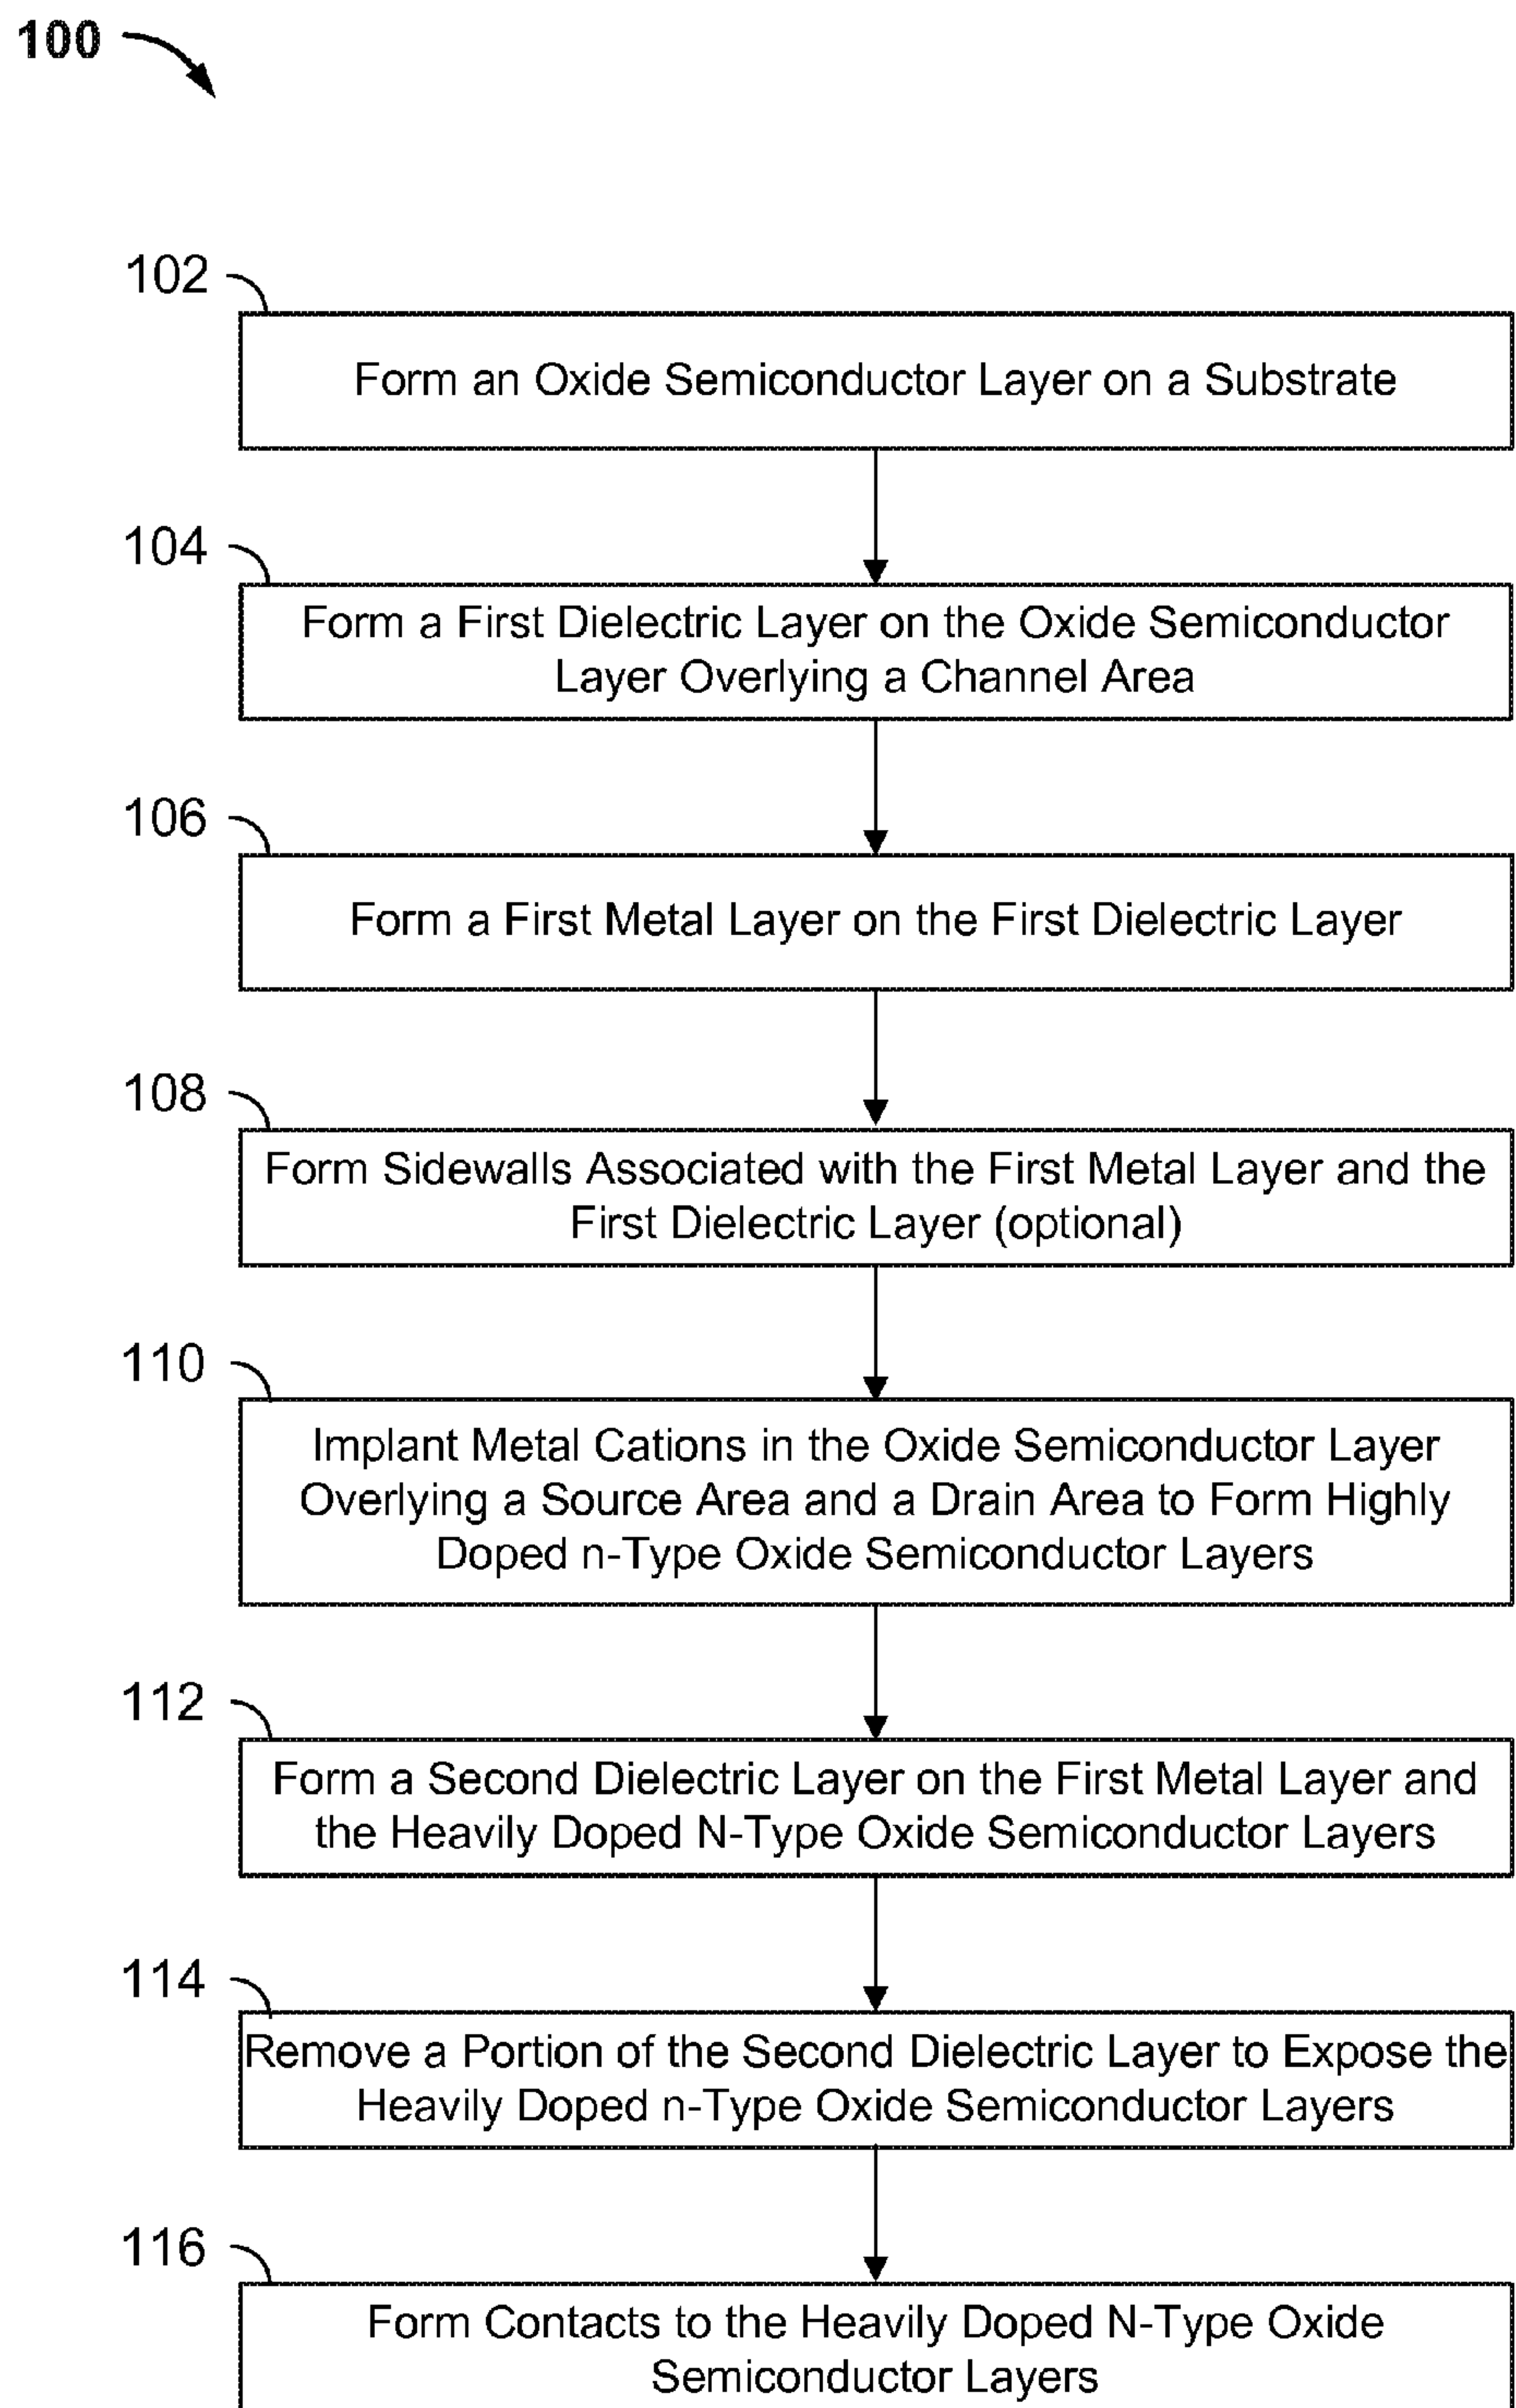 100
102
Form an Oxide Semiconductor Layer on a Substrate
104
Form a First Dielectric Layer on the Oxide Semiconductor
Layer Overlying a Channel Area
106
Form a First Metal Layer on the First Dielectric Layer
108
Form Sidewalls Associated with the First Metal Layer and the
First Dielectric Layer (optional)
110
Implant Metal Cations in the Oxide Semiconductor Layer
Overlying a Source Area and a Drain Area to Form Highly
Doped n-Type Oxide Semiconductor Layers
112
Form a Second Dielectric Layer on the First Metal Layer and
the Heavily Doped N-Type Oxide Semiconductor Layers
114
Remove a Portion of the Second Dielectric Layer to Expose the
Heavily Doped n-Type Oxide Semiconductor Layers
116
Form Contacts to the Heavily Doped N-Type Oxide
Semiconductor Layers